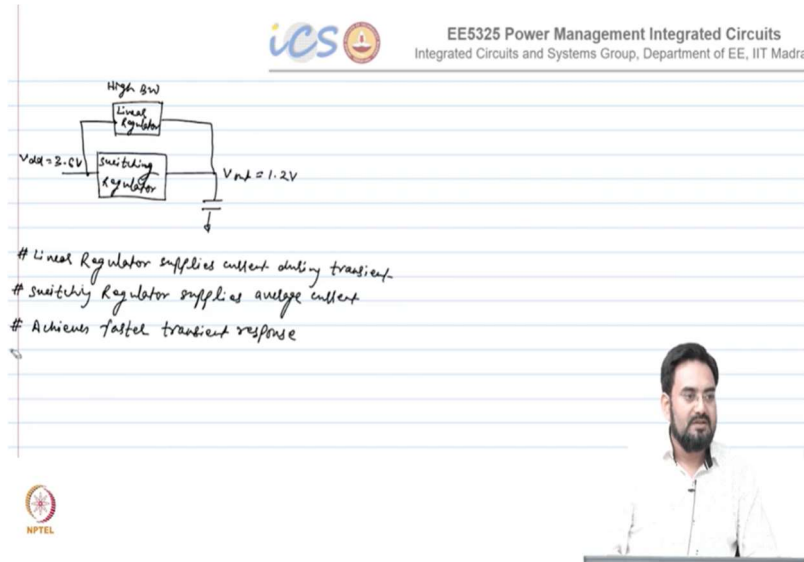 iCS
EE5325 Power Management Integrated Circuits
Integrated Circuits and Systems Group, Department of EE, IIT Madra
High BW
Linear
Regulator
Vdd = 3.6V
Switching
Regulator
Vout = 1.2V
# Linear Regulator supplies current during transient
# Switching Regulator supplies average current
# Achieves faster transient response
NPTEL